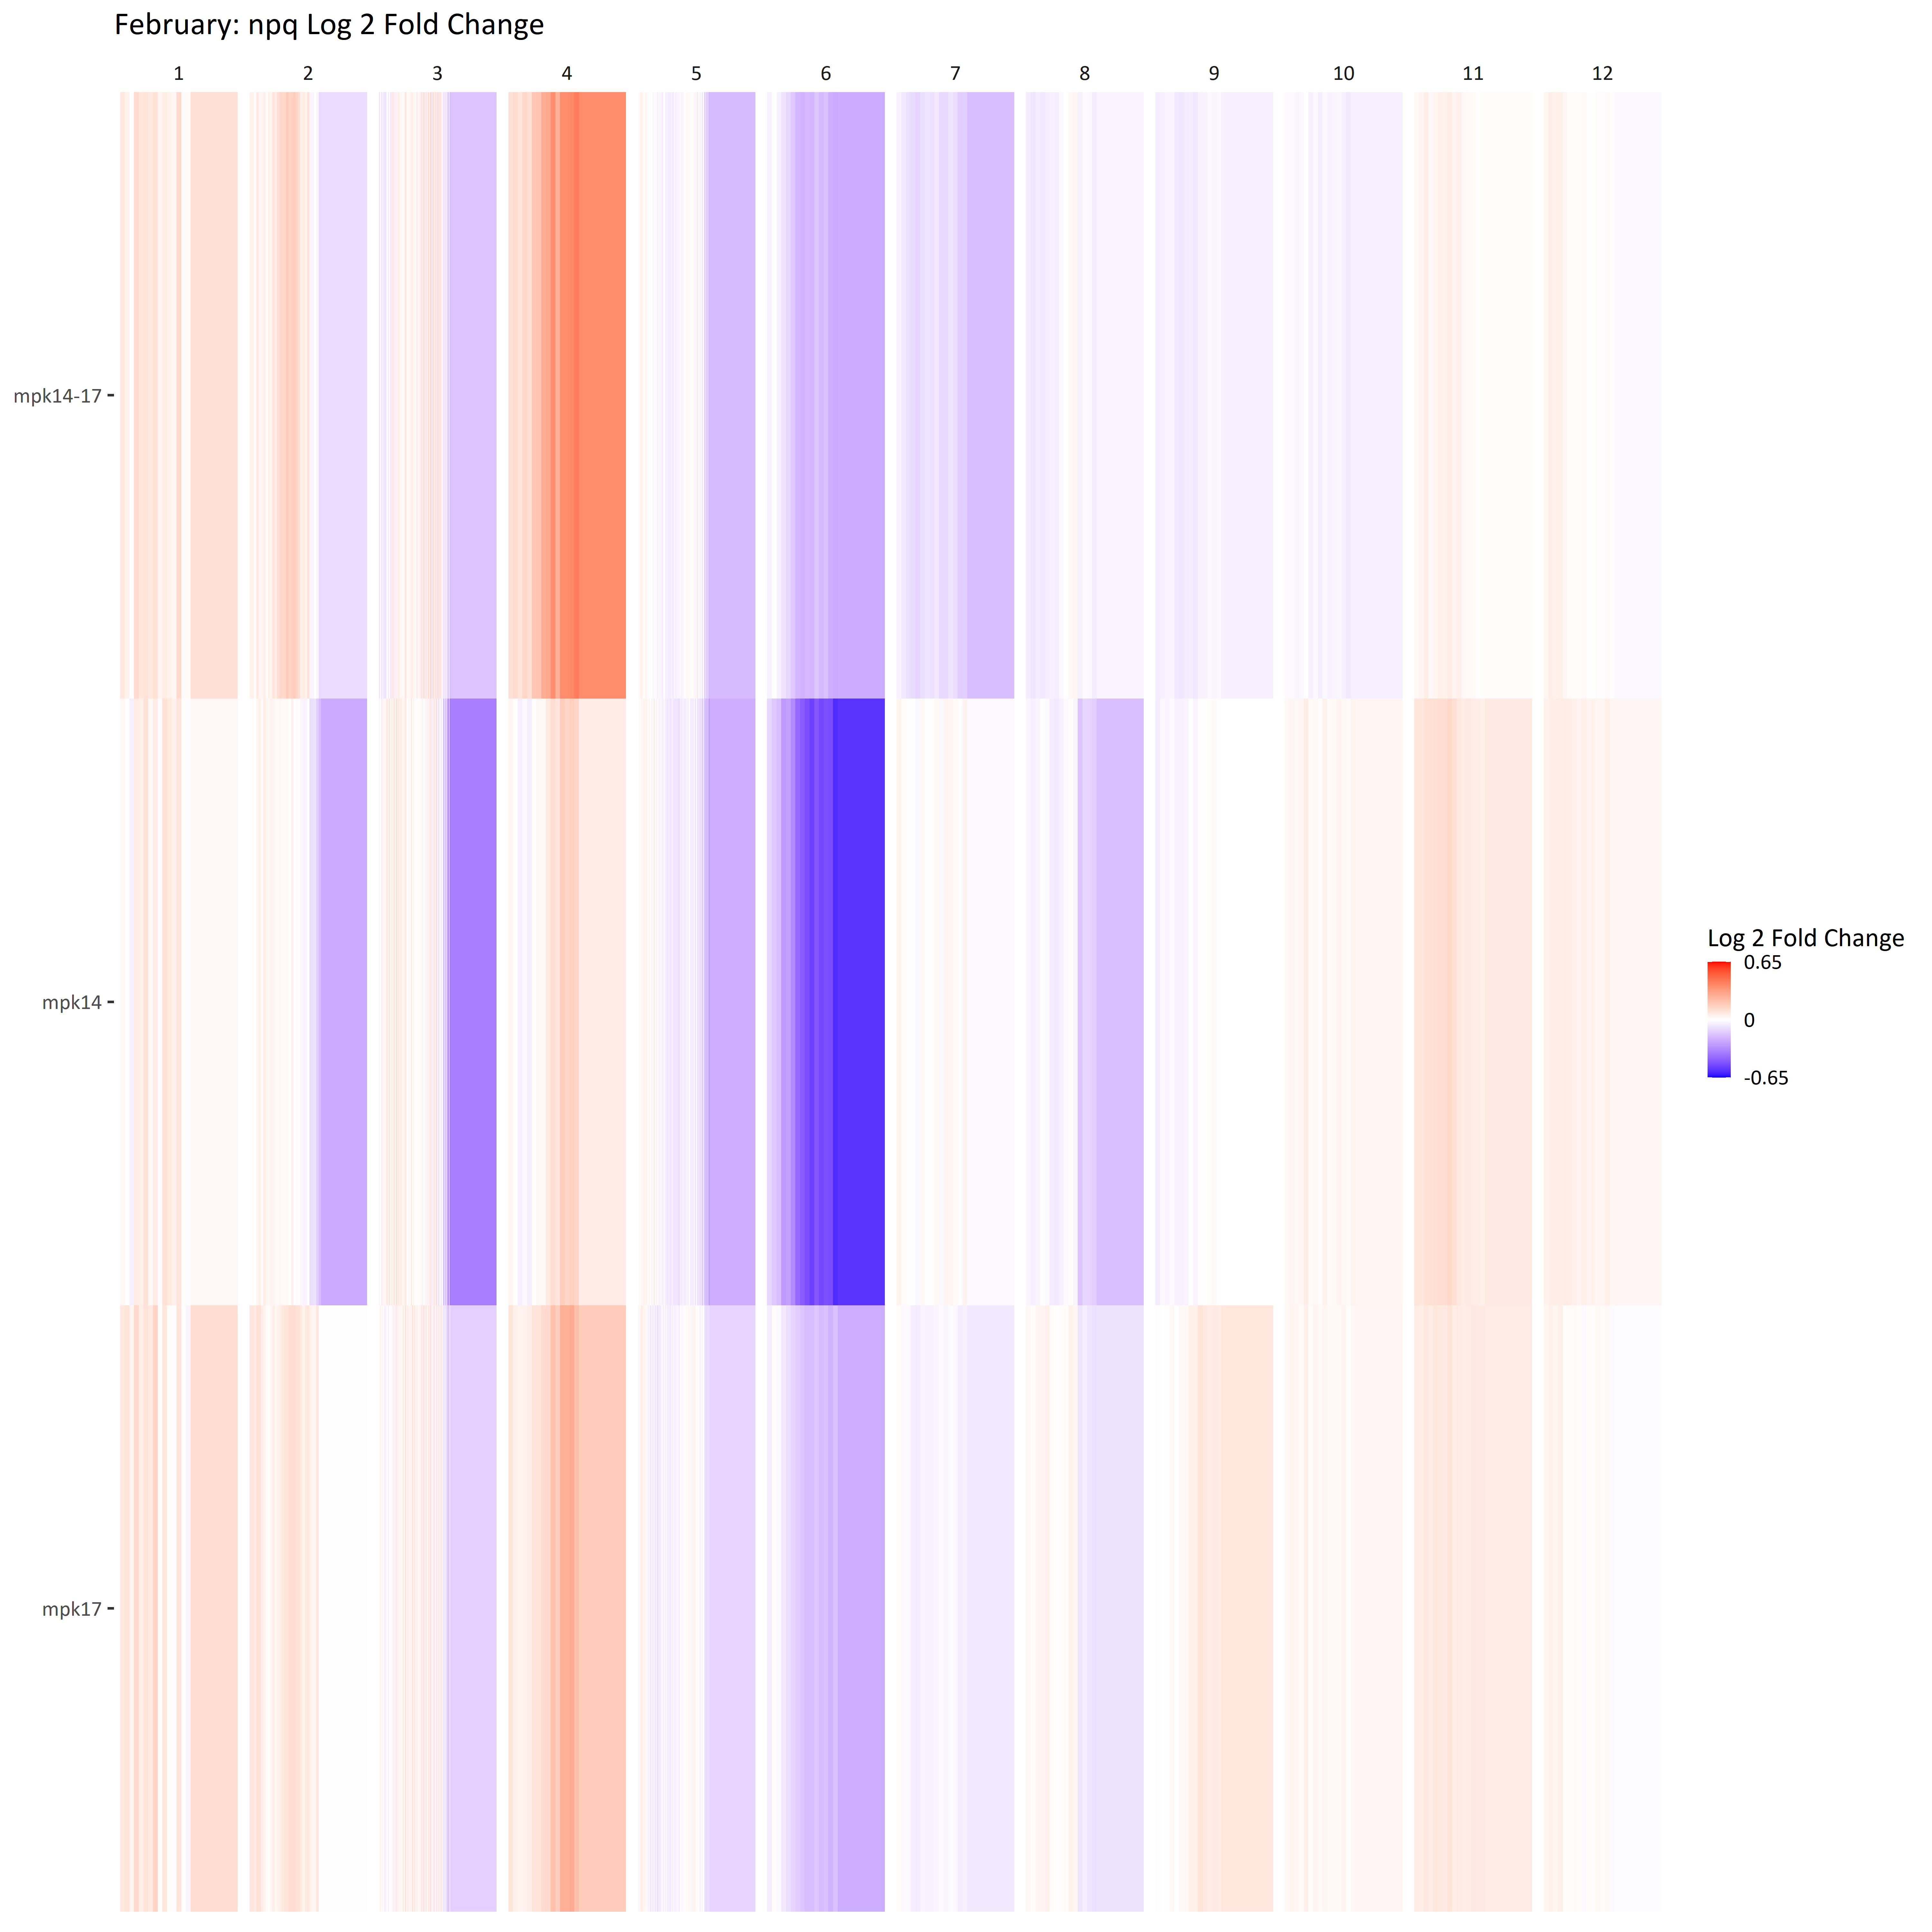 February: npq Log 2 Fold Change
1 2 3 4 5 6 7 8 9 10 11 12
mpk14-17
mpk14
mpk17
Log 2 Fold Change
0.65
0
-0.65